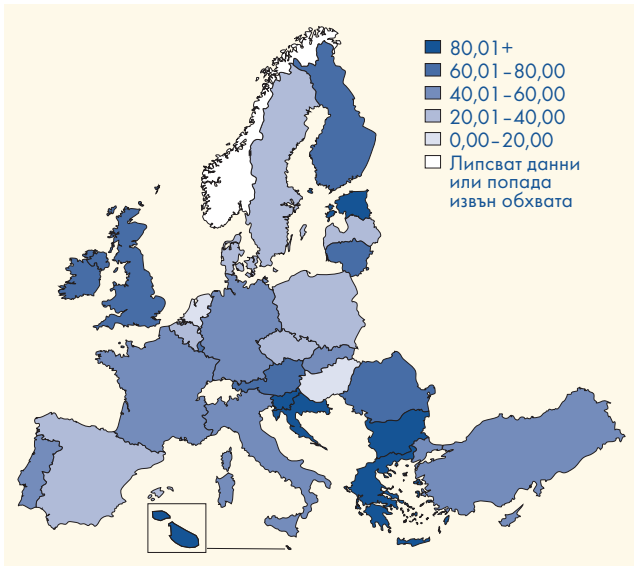 80,01+
60,01–80,00
40,01–60,00
20,01–40,00
0,00–20,00
Липсват данни
или попада
извън обхвата